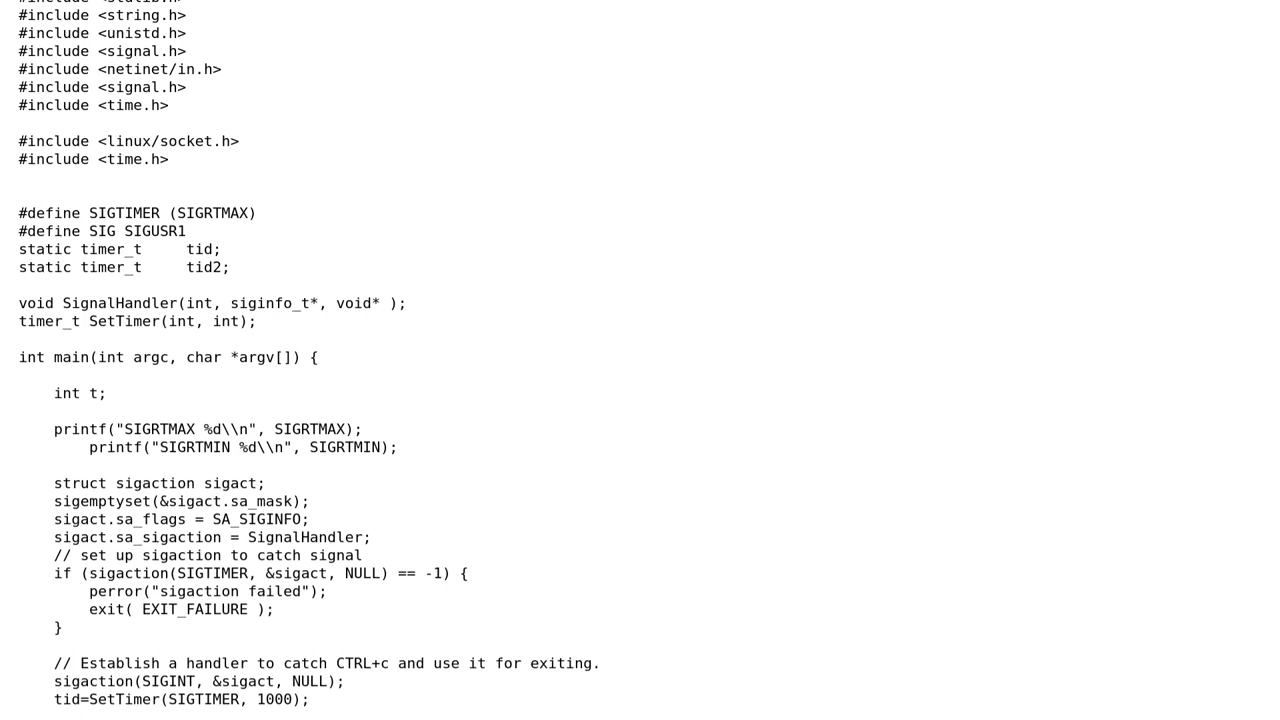 #include <stdlib.h>
#include <string.h>
#include <unistd.h>
#include <signal.h>
#include <netinet/in.h>
#include <signal.h>
#include <time.h>
#include <linux/socket.h>
#include <time.h>
#define SIGTIMER (SIGRTMAX)
#define SIG SIGUSR1
static timer_t     tid;
static timer_t     tid2;
void SignalHandler(int, siginfo_t*, void* );
timer_t SetTimer(int, int);
int main(int argc, char *argv[]) {
    int t;
    printf("SIGRTMAX %d\\n", SIGRTMAX);
        printf("SIGRTMIN %d\\n", SIGRTMIN);
    struct sigaction sigact;
    sigemptyset(&sigact.sa_mask);
    sigact.sa_flags = SA_SIGINFO;
    sigact.sa_sigaction = SignalHandler;
    // set up sigaction to catch signal
    if (sigaction(SIGTIMER, &sigact, NULL) == -1) {
        perror("sigaction failed");
        exit( EXIT_FAILURE );
    }
    // Establish a handler to catch CTRL+c and use it for exiting.
    sigaction(SIGINT, &sigact, NULL);
    tid=SetTimer(SIGTIMER, 1000);